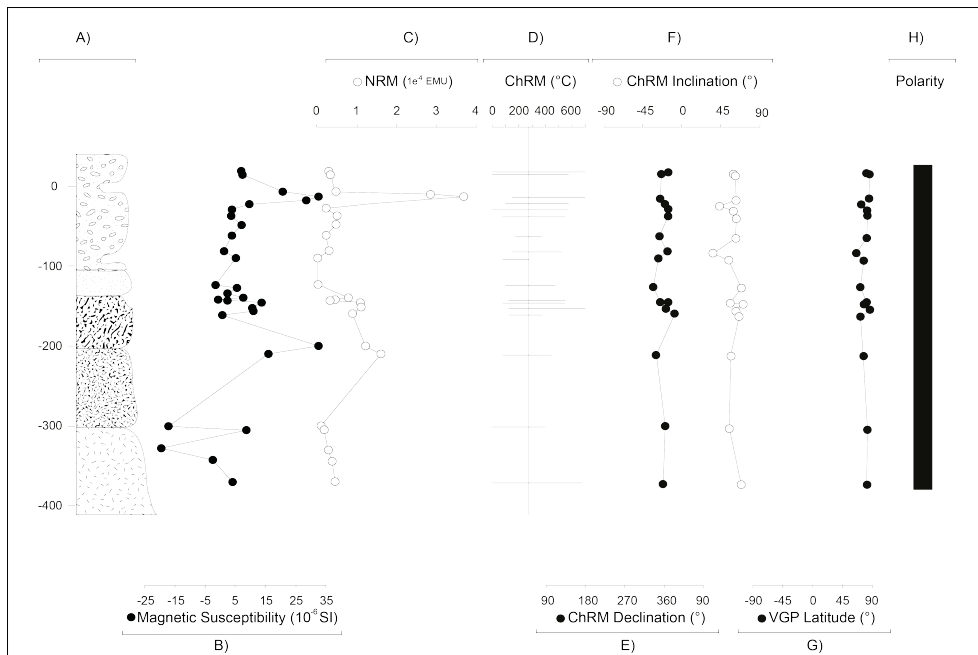 A) C) D) F) H)
NRM (1e⁴ EMU) ChRM (°C) ChRM Inclination (°) Polarity
0 1 2 3 4 0 200 400 600 -90 -45 0 45 90
0
-100
-200
-300
-400
-25 -15 -5 5 15 25 35 90 180 270 360 90 -90 -45 0 45 90
Magnetic Susceptibility (10⁻⁶ SI) ChRM Declination (°) VGP Latitude (°)
B) E) G)